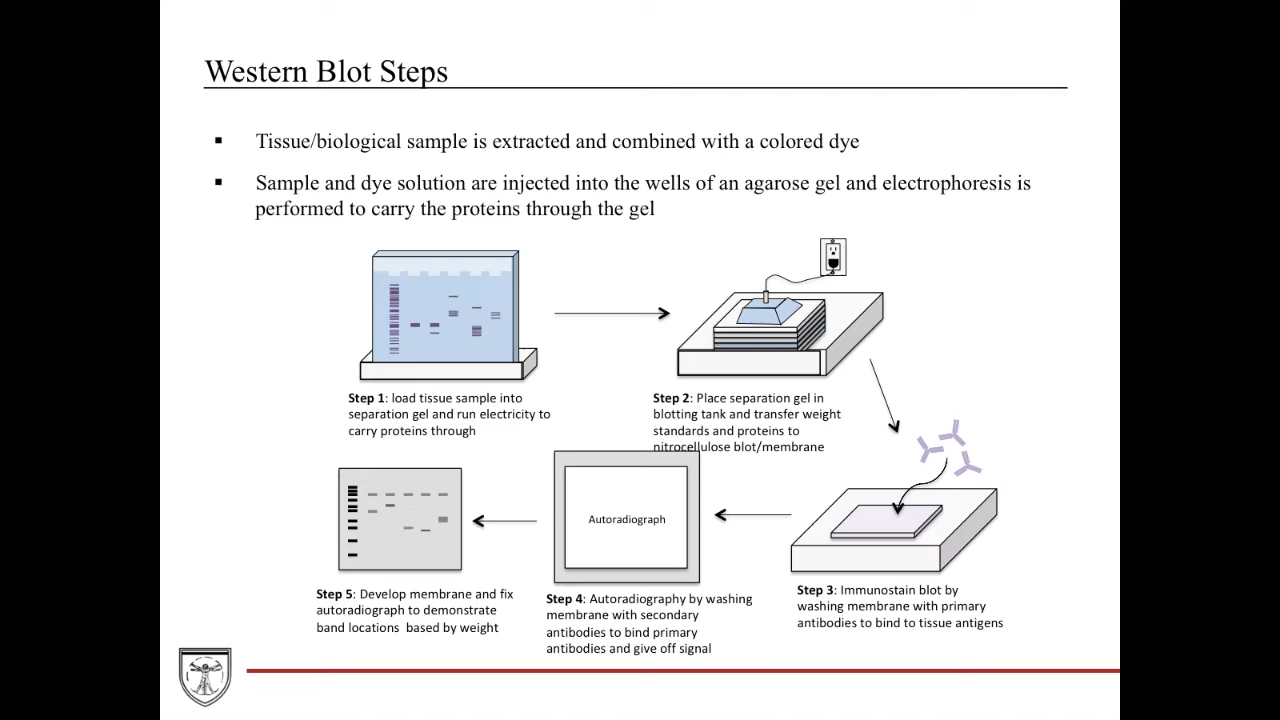 Western Blot Steps
▪ Tissue/biological sample is extracted and combined with a colored dye
▪ Sample and dye solution are injected into the wells of an agarose gel and electrophoresis is
performed to carry the proteins through the gel
Step 1: load tissue sample into
separation gel and run electricity to
carry proteins through
Step 2: Place separation gel in
blotting tank and transfer weight
standards and proteins to
nitrocellulose blot/membrane
Step 3: Immunostain blot by
washing membrane with primary
antibodies to bind to tissue antigens
Autoradiograph
Step 4: Autoradiography by washing
membrane with secondary
antibodies to bind primary
antibodies and give off signal
Step 5: Develop membrane and fix
autoradiograph to demonstrate
band locations based by weight